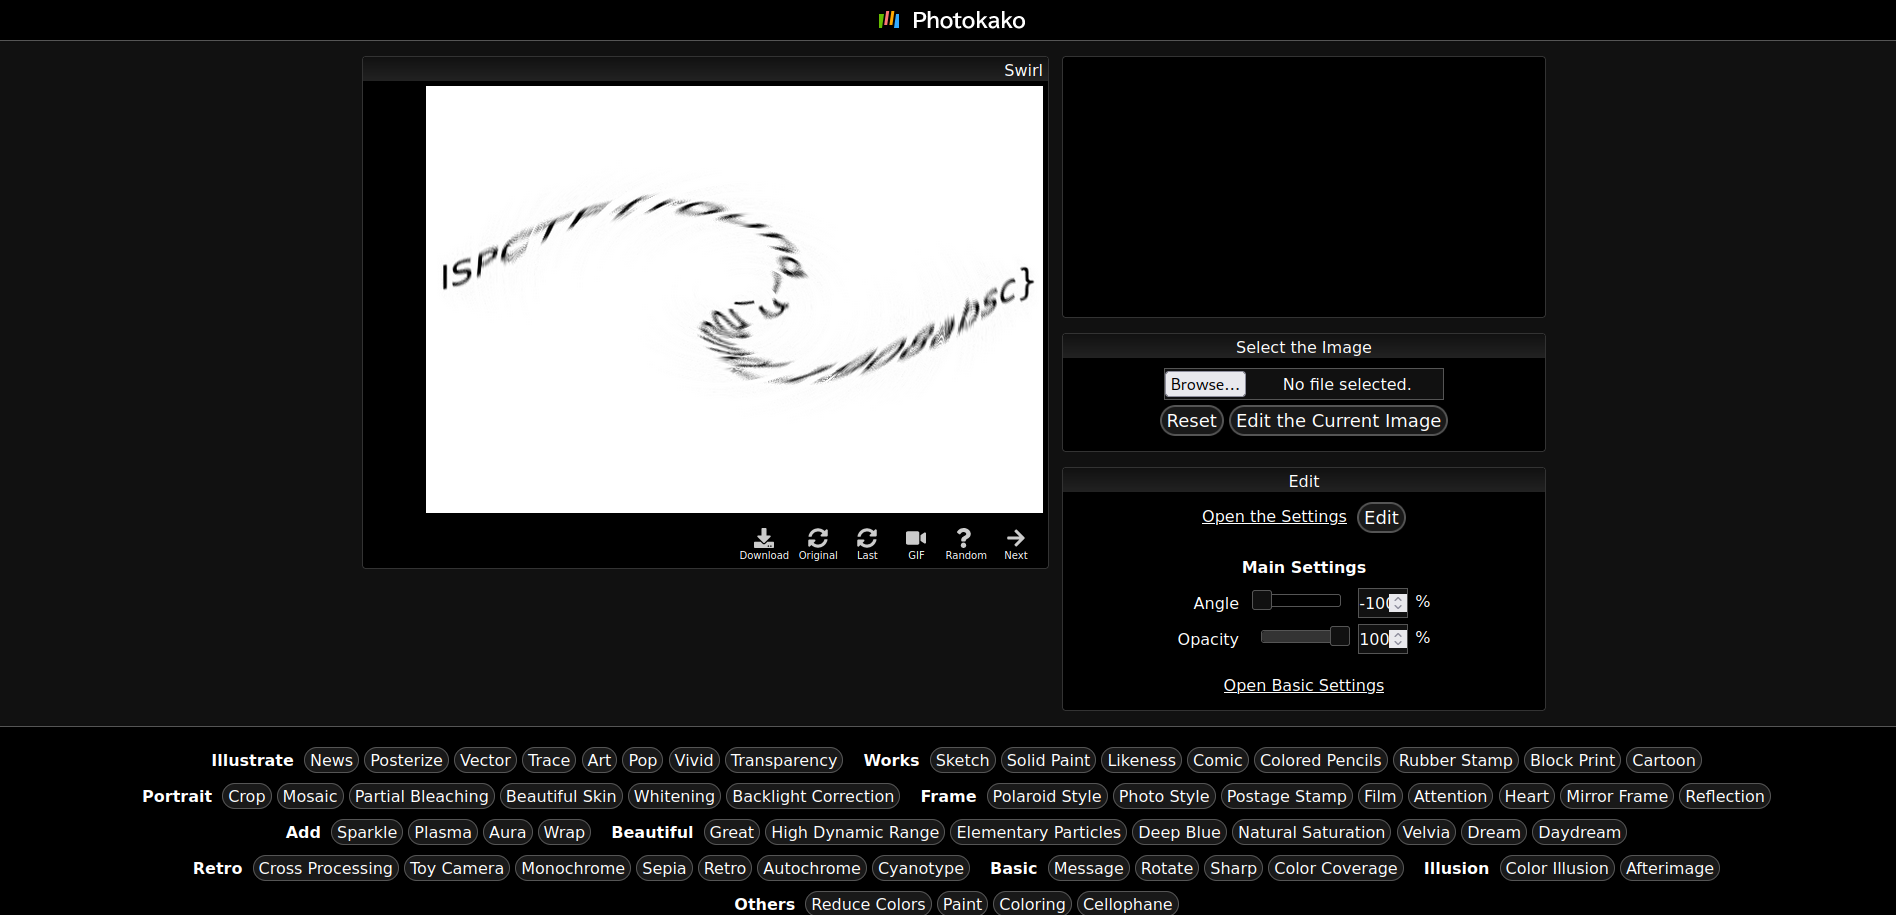 Photokako
Swirl
Download Original Last GIF Random Next
Select the Image
Browse... No file selected.
Reset Edit the Current Image
Edit
Open the Settings Edit
Main Settings
Angle -100 %
Opacity 100 %
Open Basic Settings
Illustrate News Posterize Vector Trace Art Pop Vivid Transparency Works Sketch Solid Paint Likeness Comic Colored Pencils Rubber Stamp Block Print Cartoon
Portrait Crop Mosaic Partial Bleaching Beautiful Skin Whitening Backlight Correction Frame Polaroid Style Photo Style Postage Stamp Film Attention Heart Mirror Frame Reflection
Add Sparkle Plasma Aura Wrap Beautiful Great High Dynamic Range Elementary Particles Deep Blue Natural Saturation Velvia Dream Daydream
Retro Cross Processing Toy Camera Monochrome Sepia Retro Autochrome Cyanotype Basic Message Rotate Sharp Color Coverage Illusion Color Illusion Afterimage
Others Reduce Colors Paint Coloring Cellophane